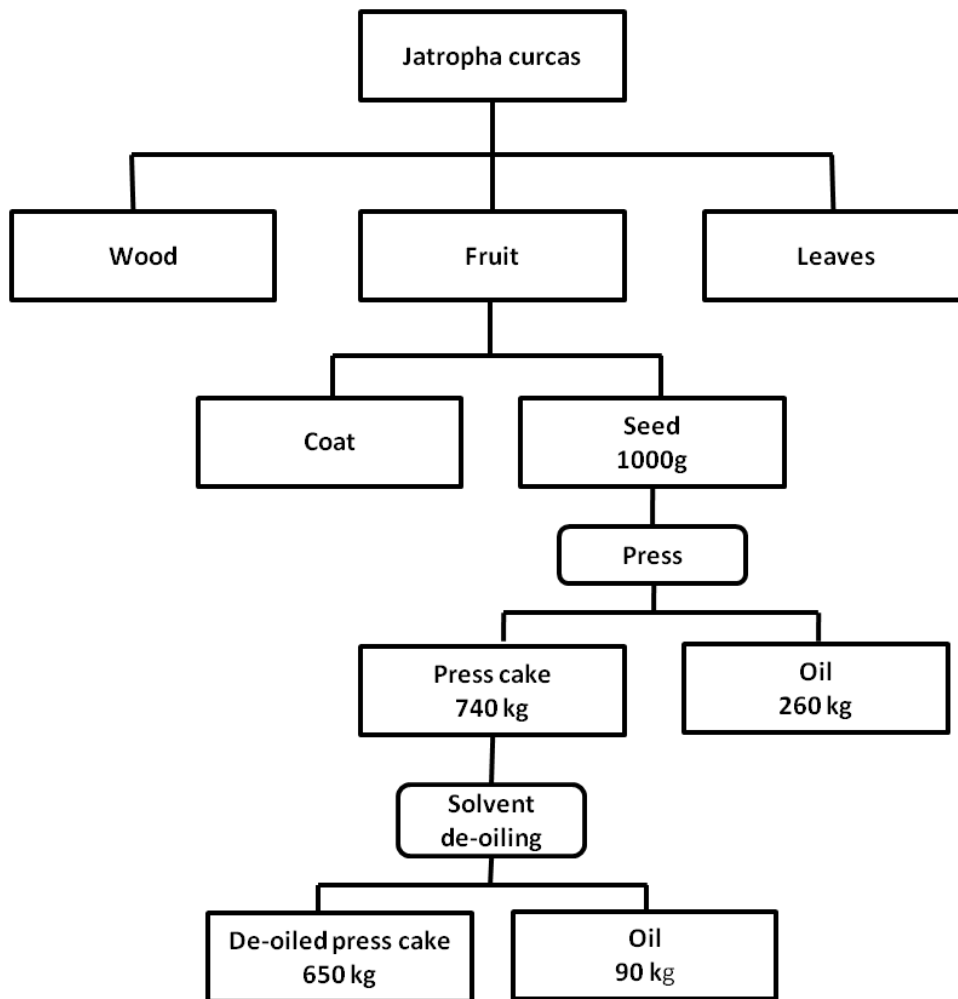 Jatropha curcas
Wood
Fruit
Leaves
Coat
Seed
1000g
Press
Press cake
740 kg
Oil
260 kg
Solvent
de-oiling
De-oiled press cake
650 kg
Oil
90 kg